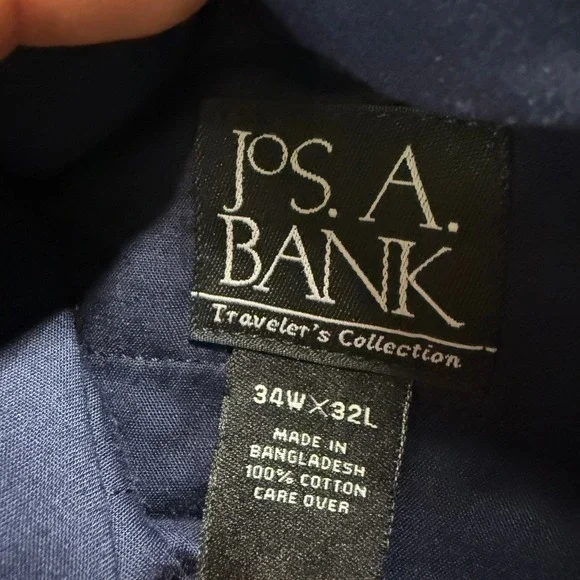 JOS. A.
BANK
Traveler's Collection
34W X 32L
MADE IN
BANGLADESH
100% COTTON
CARE OVER